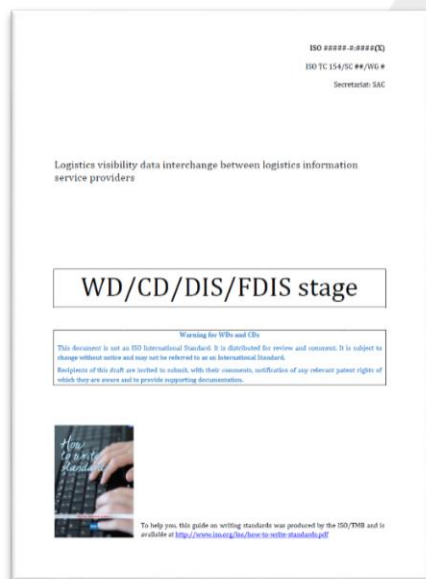 ISO #####-#:####(X)
ISO TC 154/SC ##/WG #
Secretariat: SAC
Logistics visibility data interchange between logistics information
service providers
WD/CD/DIS/FDIS stage
Warning for WDs and CDs
This document is not an ISO International Standard. It is distributed for review and comment. It is subject to
change without notice and may not be referred to as an International Standard.
Recipients of this draft are invited to submit, with their comments, notification of any relevant patent rights of
which they are aware and to provide supporting documentation.
How
to write
standards
To help you, this guide on writing standards was produced by the ISO/TMB and is
available at http://www.iso.org/iso/how-to-write-standards.pdf